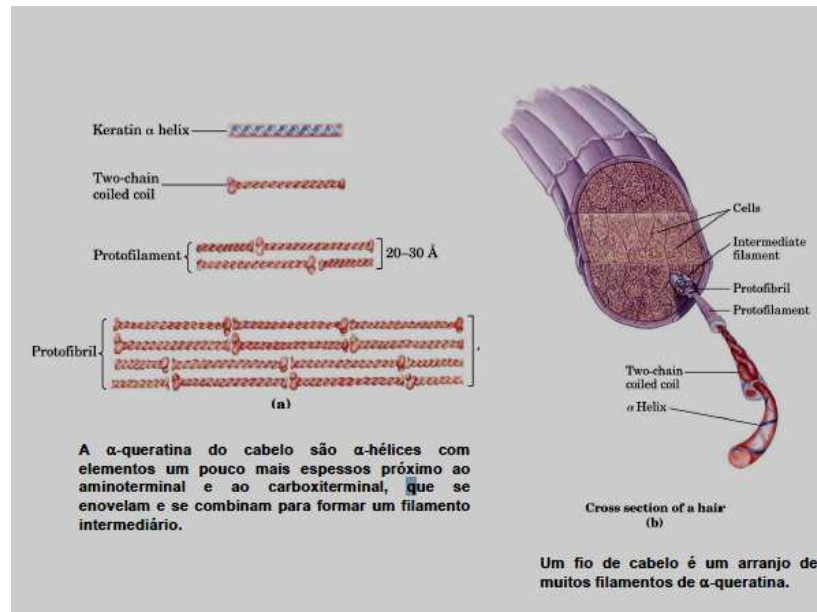 Keratin α helix
Two-chain
coiled coil
Protofilament
20–30 Å
Protofibril
(a)
A α-queratina do cabelo são α-hélices com
elementos um pouco mais espessos próximo ao
aminoterminal e ao carboxiterminal, que se
enovelam e se combinam para formar um filamento
intermediário.
Cells
Intermediate
filament
Protofibril
Protofilament
Two-chain
coiled coil
α Helix
Cross section of a hair
(b)
Um fio de cabelo é um arranjo de
muitos filamentos de α-queratina.